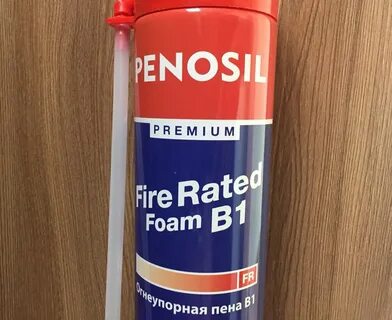 PENOSIL
PREMIUM
Fire Rated
Foam B1
FR
Огнеупорная пена B1